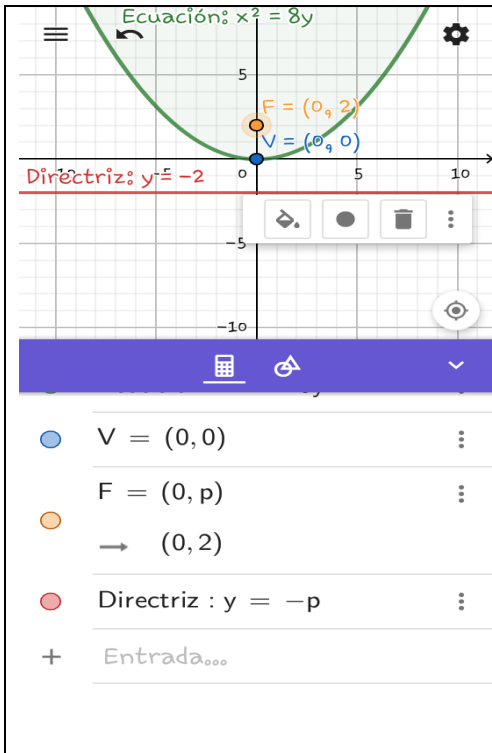 Ecuación: x² = 8y
5
F = (0, 2)
V = (0, 0)
-10
-5
0
5
10
Directriz: y = −2
−5
−10
V = (0, 0)
F = (0, p)
→ (0, 2)
Directriz : y = −p
+ Entrada...